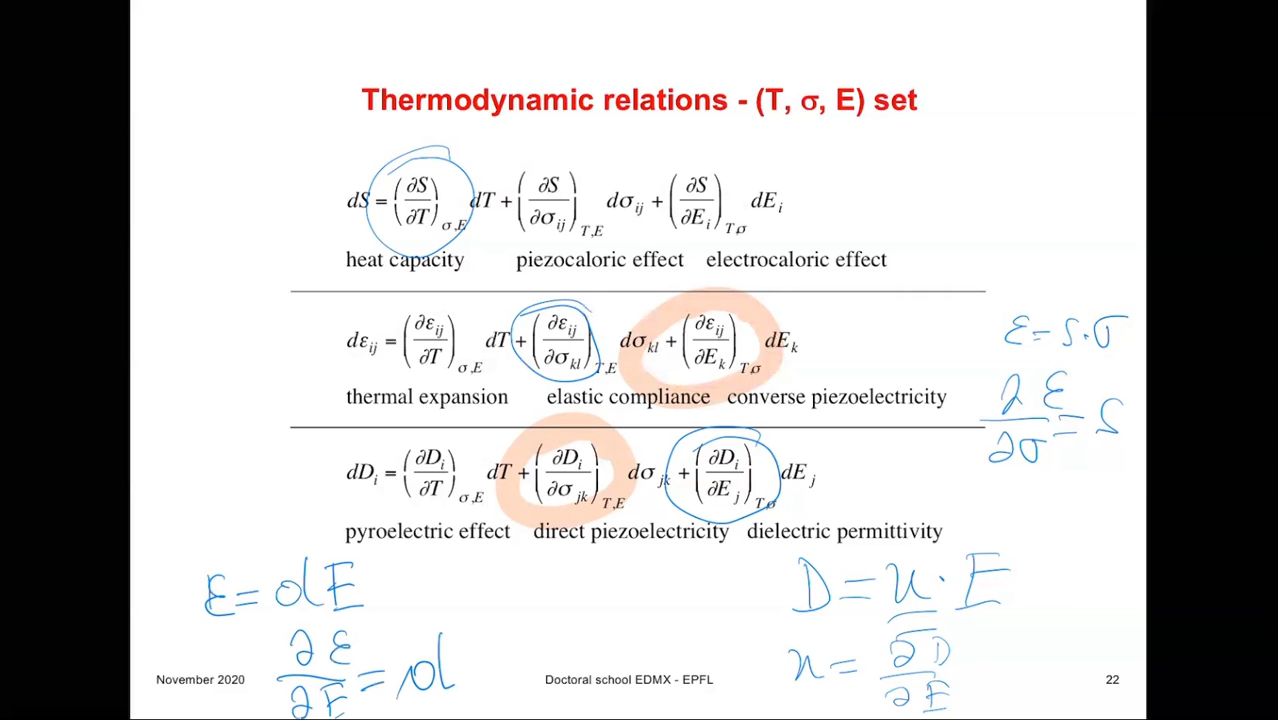 Thermodynamic relations - (T, σ, E) set
dS = (∂S/∂T)σ,E dT + (∂S/∂σij)T,E dσij + (∂S/∂Ei)T,σ dEi
heat capacity piezocaloric effect electrocaloric effect
dεij = (∂εij/∂T)σ,E dT + (∂εij/∂σkl)T,E dσkl + (∂εij/∂Ek)T,σ dEk
ε = s·σ
thermal expansion elastic compliance converse piezoelectricity
∂ε/∂σ = s
dDi = (∂Di/∂T)σ,E dT + (∂Di/∂σjk)T,E dσjk + (∂Di/∂Ej)T,σ dEj
pyroelectric effect direct piezoelectricity dielectric permittivity
ε = dE
D = κ · E
∂ε/∂E = d
κ = ∂D/∂E
November 2020 Doctoral school EDMX - EPFL 22